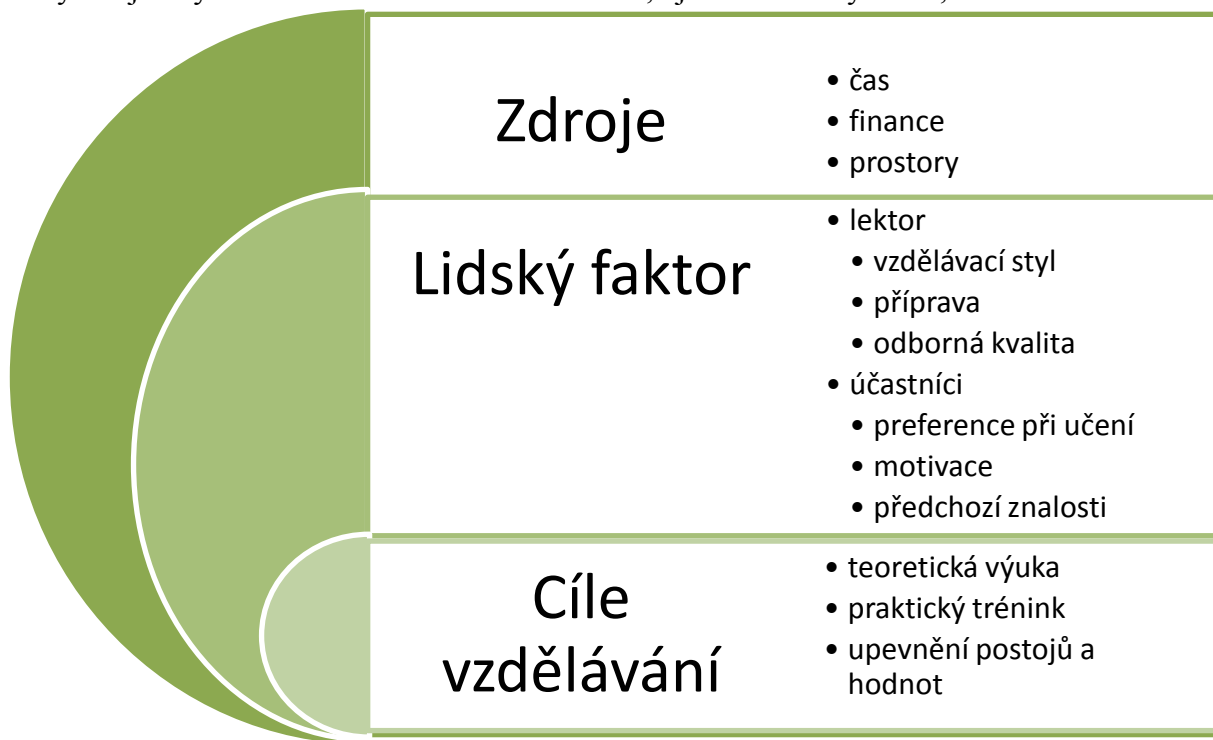 Zdroje
• čas
• finance
• prostory
Lidský faktor
• lektor
• vzdělávací styl
• příprava
• odborná kvalita
• účastníci
• preference při učení
• motivace
• předchozí znalosti
Cíle
vzdělávání
• teoretická výuka
• praktický trénink
• upevnění postojů a
hodnot